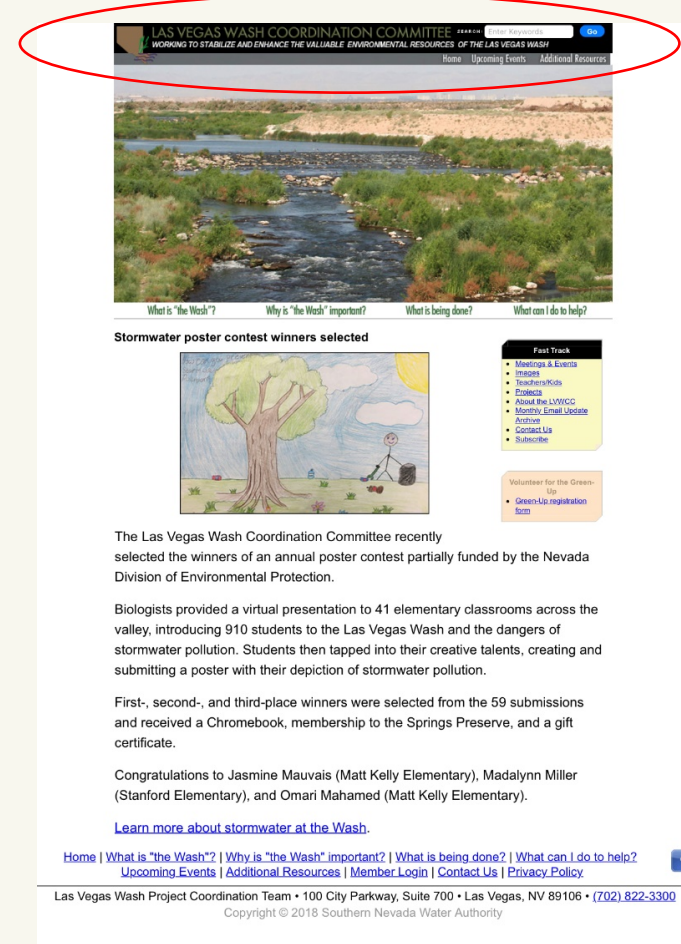 LAS VEGAS WASH COORDINATION COMMITTEE
SEARCH: Enter Keywords Go
WORKING TO STABILIZE AND ENHANCE THE VALUABLE ENVIRONMENTAL RESOURCES OF THE LAS VEGAS WASH
Home Upcoming Events Additional Resources
What is "the Wash"? Why is "the Wash" important? What is being done? What can I do to help?
Stormwater poster contest winners selected
Fast Track
Meetings & Events
Images
Teachers/Kids
Projects
About the LVWCC
Monthly Email Update
Archive
Contact Us
Subscribe
Volunteer for the Green-
Up
Green-Up registration
form
The Las Vegas Wash Coordination Committee recently
selected the winners of an annual poster contest partially funded by the Nevada
Division of Environmental Protection.
Biologists provided a virtual presentation to 41 elementary classrooms across the
valley, introducing 910 students to the Las Vegas Wash and the dangers of
stormwater pollution. Students then tapped into their creative talents, creating and
submitting a poster with their depiction of stormwater pollution.
First-, second-, and third-place winners were selected from the 59 submissions
and received a Chromebook, membership to the Springs Preserve, and a gift
certificate.
Congratulations to Jasmine Mauvais (Matt Kelly Elementary), Madalynn Miller
(Stanford Elementary), and Omari Mahamed (Matt Kelly Elementary).
Learn more about stormwater at the Wash.
Home | What is "the Wash"? | Why is "the Wash" important? | What is being done? | What can I do to help?
Upcoming Events | Additional Resources | Member Login | Contact Us | Privacy Policy
Las Vegas Wash Project Coordination Team • 100 City Parkway, Suite 700 • Las Vegas, NV 89106 • (702) 822-3300
Copyright © 2018 Southern Nevada Water Authority